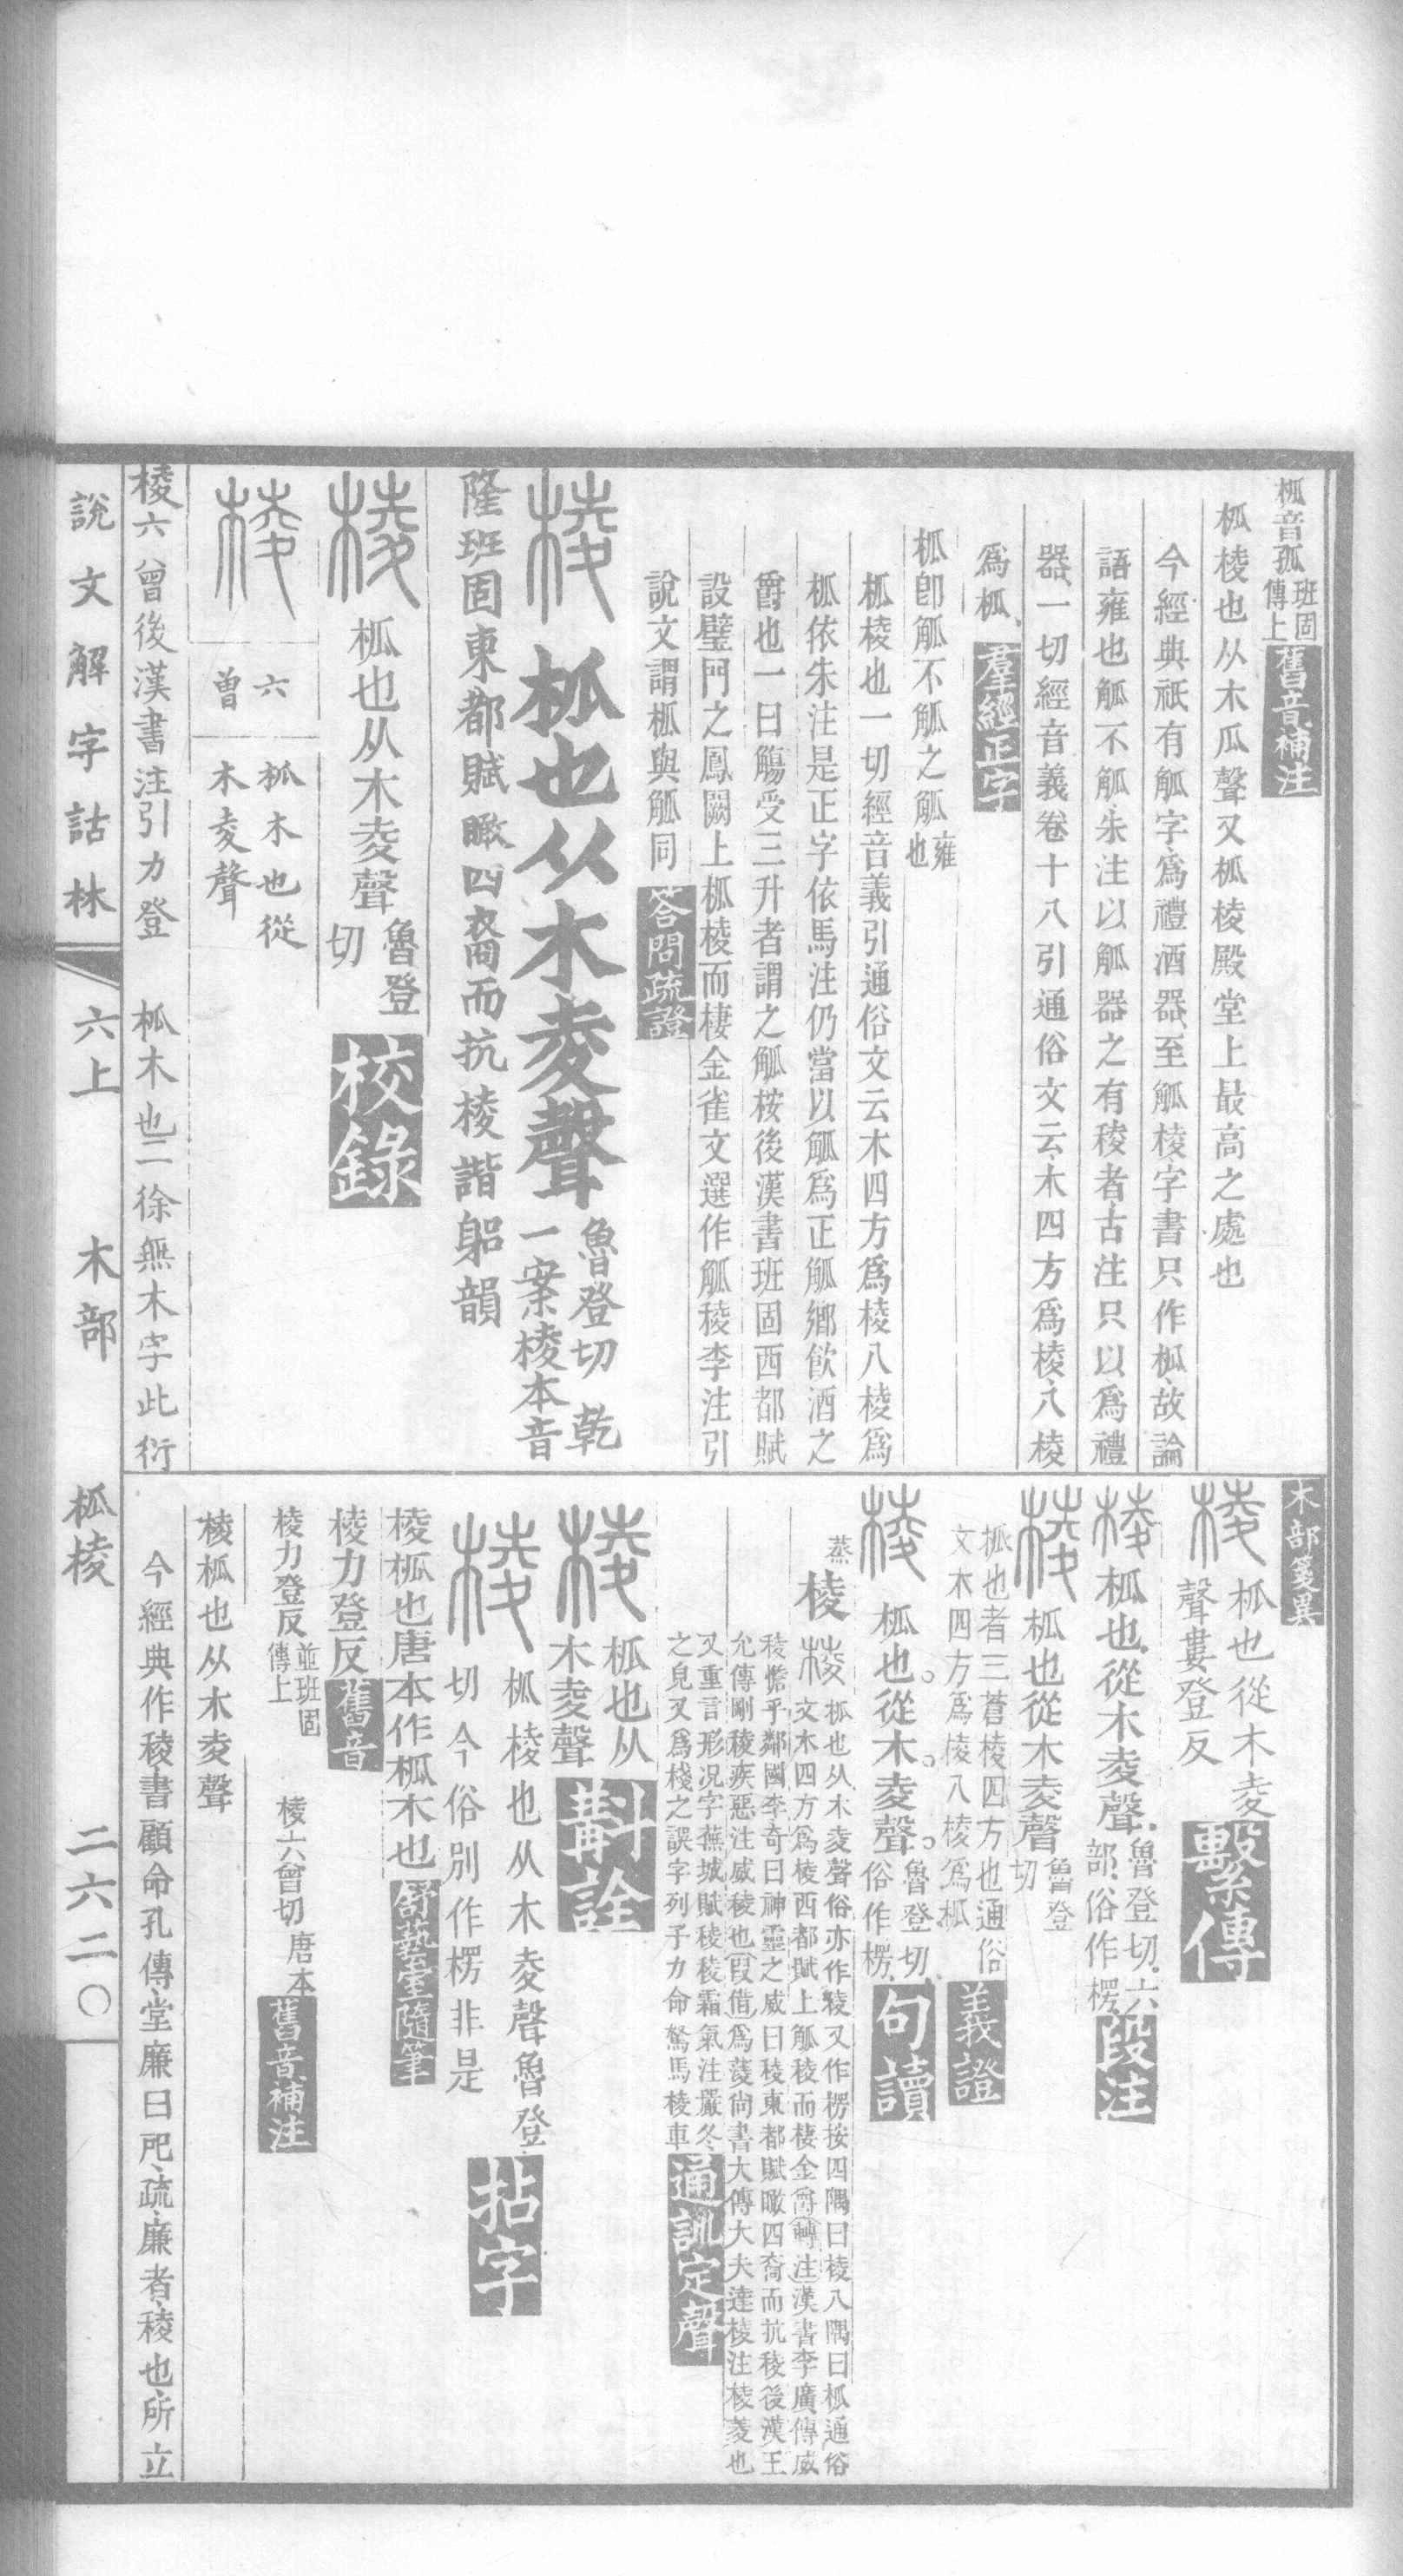 柧音孤班固傳上舊音補注
柧棱也从木瓜聲又柧棱殿堂上最高之處也
今經典祇有觚字爲禮酒器至觚棱字書只作柧故論
語雍也觚不觚朱注以觚器之有稜者古注只以爲禮
器一切經音義卷十八引通俗文云木四方爲棱八棱
爲柧羣經正字
柧卽觚不觚之觚雍也
柧棱也一切經音義引通俗文云木四方爲棱八棱爲
柧依朱注是正字依馬注仍當以觚爲正觚鄉飲酒之
爵也一曰觴受三升者謂之觚桉後漢書班固西都賦
設璧門之鳳闕上柧棱而棲金雀文選作觚稜李注引
說文謂柧與觚同答問疏證
棱柧也从木夌聲魯登切一案棱本音乾
隆班固東都賦瞰四裔而抗棱諧躳韻
棱柧也从木夌聲魯登切校錄
棱六曾柧木也從木夌聲
棱六曾後漢書注引力登 柧木也二徐無木字此衍
木部箋異
棱柧也從木夌聲婁登反繫傳
棱柧也從木夌聲魯登切六部俗作楞段注
棱柧也從木夌聲魯登切
柧也者三蒼棱四方也通俗文木四方爲棱八棱爲柧義證
棱柧也從木夌聲魯登切俗作楞句讀
蒸棱棱柧也从木夌聲俗亦作稜又作楞按四隅曰棱八隅曰柧通俗
文木四方爲棱西都賦上觚稜而棲金爵轉注漢書李廣傳威
稜憺乎鄰國李奇曰神靈之威曰稜東都賦瞰四裔而抗稜後漢王
允傳剛稜疾惡注威稜也叚借爲菱尙書大傳大夫達棱注棱菱也
又重言形况字蕪城賦稜稜霜氣注嚴冬
之皃又爲棧之誤字列子力命駑馬棱車通訓定聲
棱柧也从木夌聲斠詮
棱柧棱也从木夌聲魯登切今俗別作楞非是拈字
棱柧也唐本作柧木也舒藝室隨筆
棱力登反舊音
棱力登反並班固傳上 棱六曾切唐本舊音補注
棱柧也从木夌聲
今經典作稜書顧命孔傳堂廉曰戺疏廉者稜也所立
說文解字詁林 六上 木部 柧棱 二六二〇